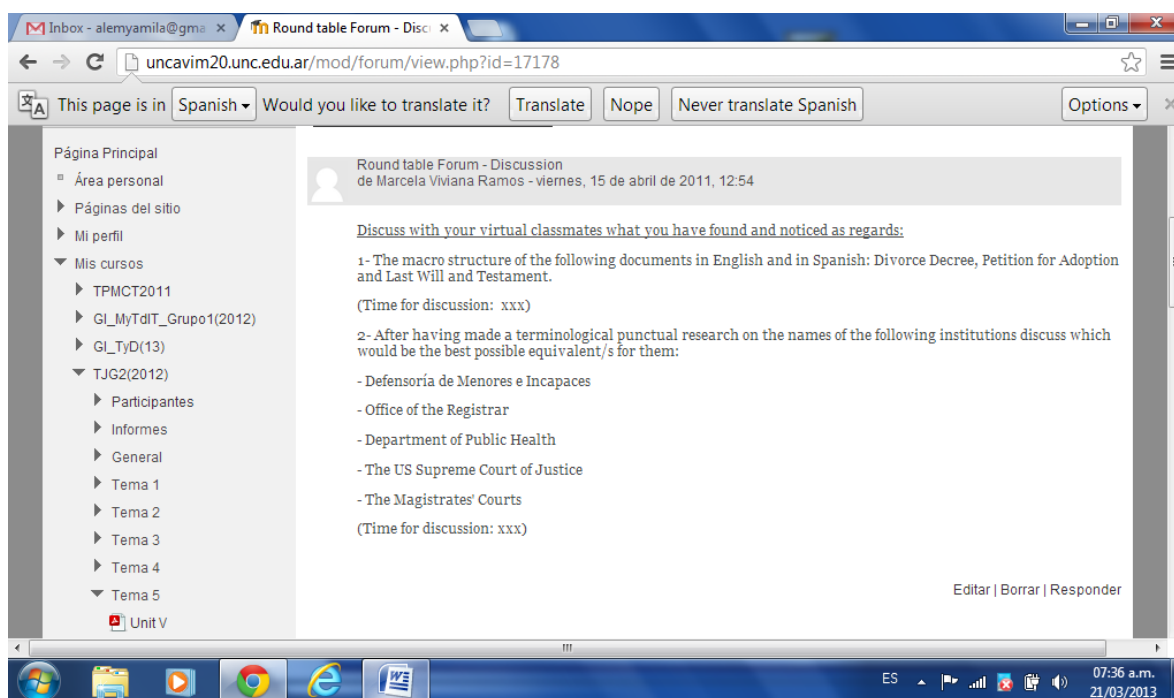 Inbox - alemyamila@gma
Round table Forum - Disc
uncavim20.unc.edu.ar/mod/forum/view.php?id=17178
This page is in Spanish Would you like to translate it? Translate Nope Never translate Spanish Options
Página Principal
Área personal
Páginas del sitio
Mi perfil
Mis cursos
TPMCT2011
GI_MyTdIT_Grupo1(2012)
GI_TyD(13)
TJG2(2012)
Participantes
Informes
General
Tema 1
Tema 2
Tema 3
Tema 4
Tema 5
Unit V
Round table Forum - Discussion
de Marcela Viviana Ramos - viernes, 15 de abril de 2011, 12:54
Discuss with your virtual classmates what you have found and noticed as regards:
1- The macro structure of the following documents in English and in Spanish: Divorce Decree, Petition for Adoption
and Last Will and Testament.
(Time for discussion: xxx)
2- After having made a terminological punctual research on the names of the following institutions discuss which
would be the best possible equivalent/s for them:
- Defensoría de Menores e Incapaces
- Office of the Registrar
- Department of Public Health
- The US Supreme Court of Justice
- The Magistrates' Courts
(Time for discussion: xxx)
Editar | Borrar | Responder
ES
07:36 a.m.
21/03/2013